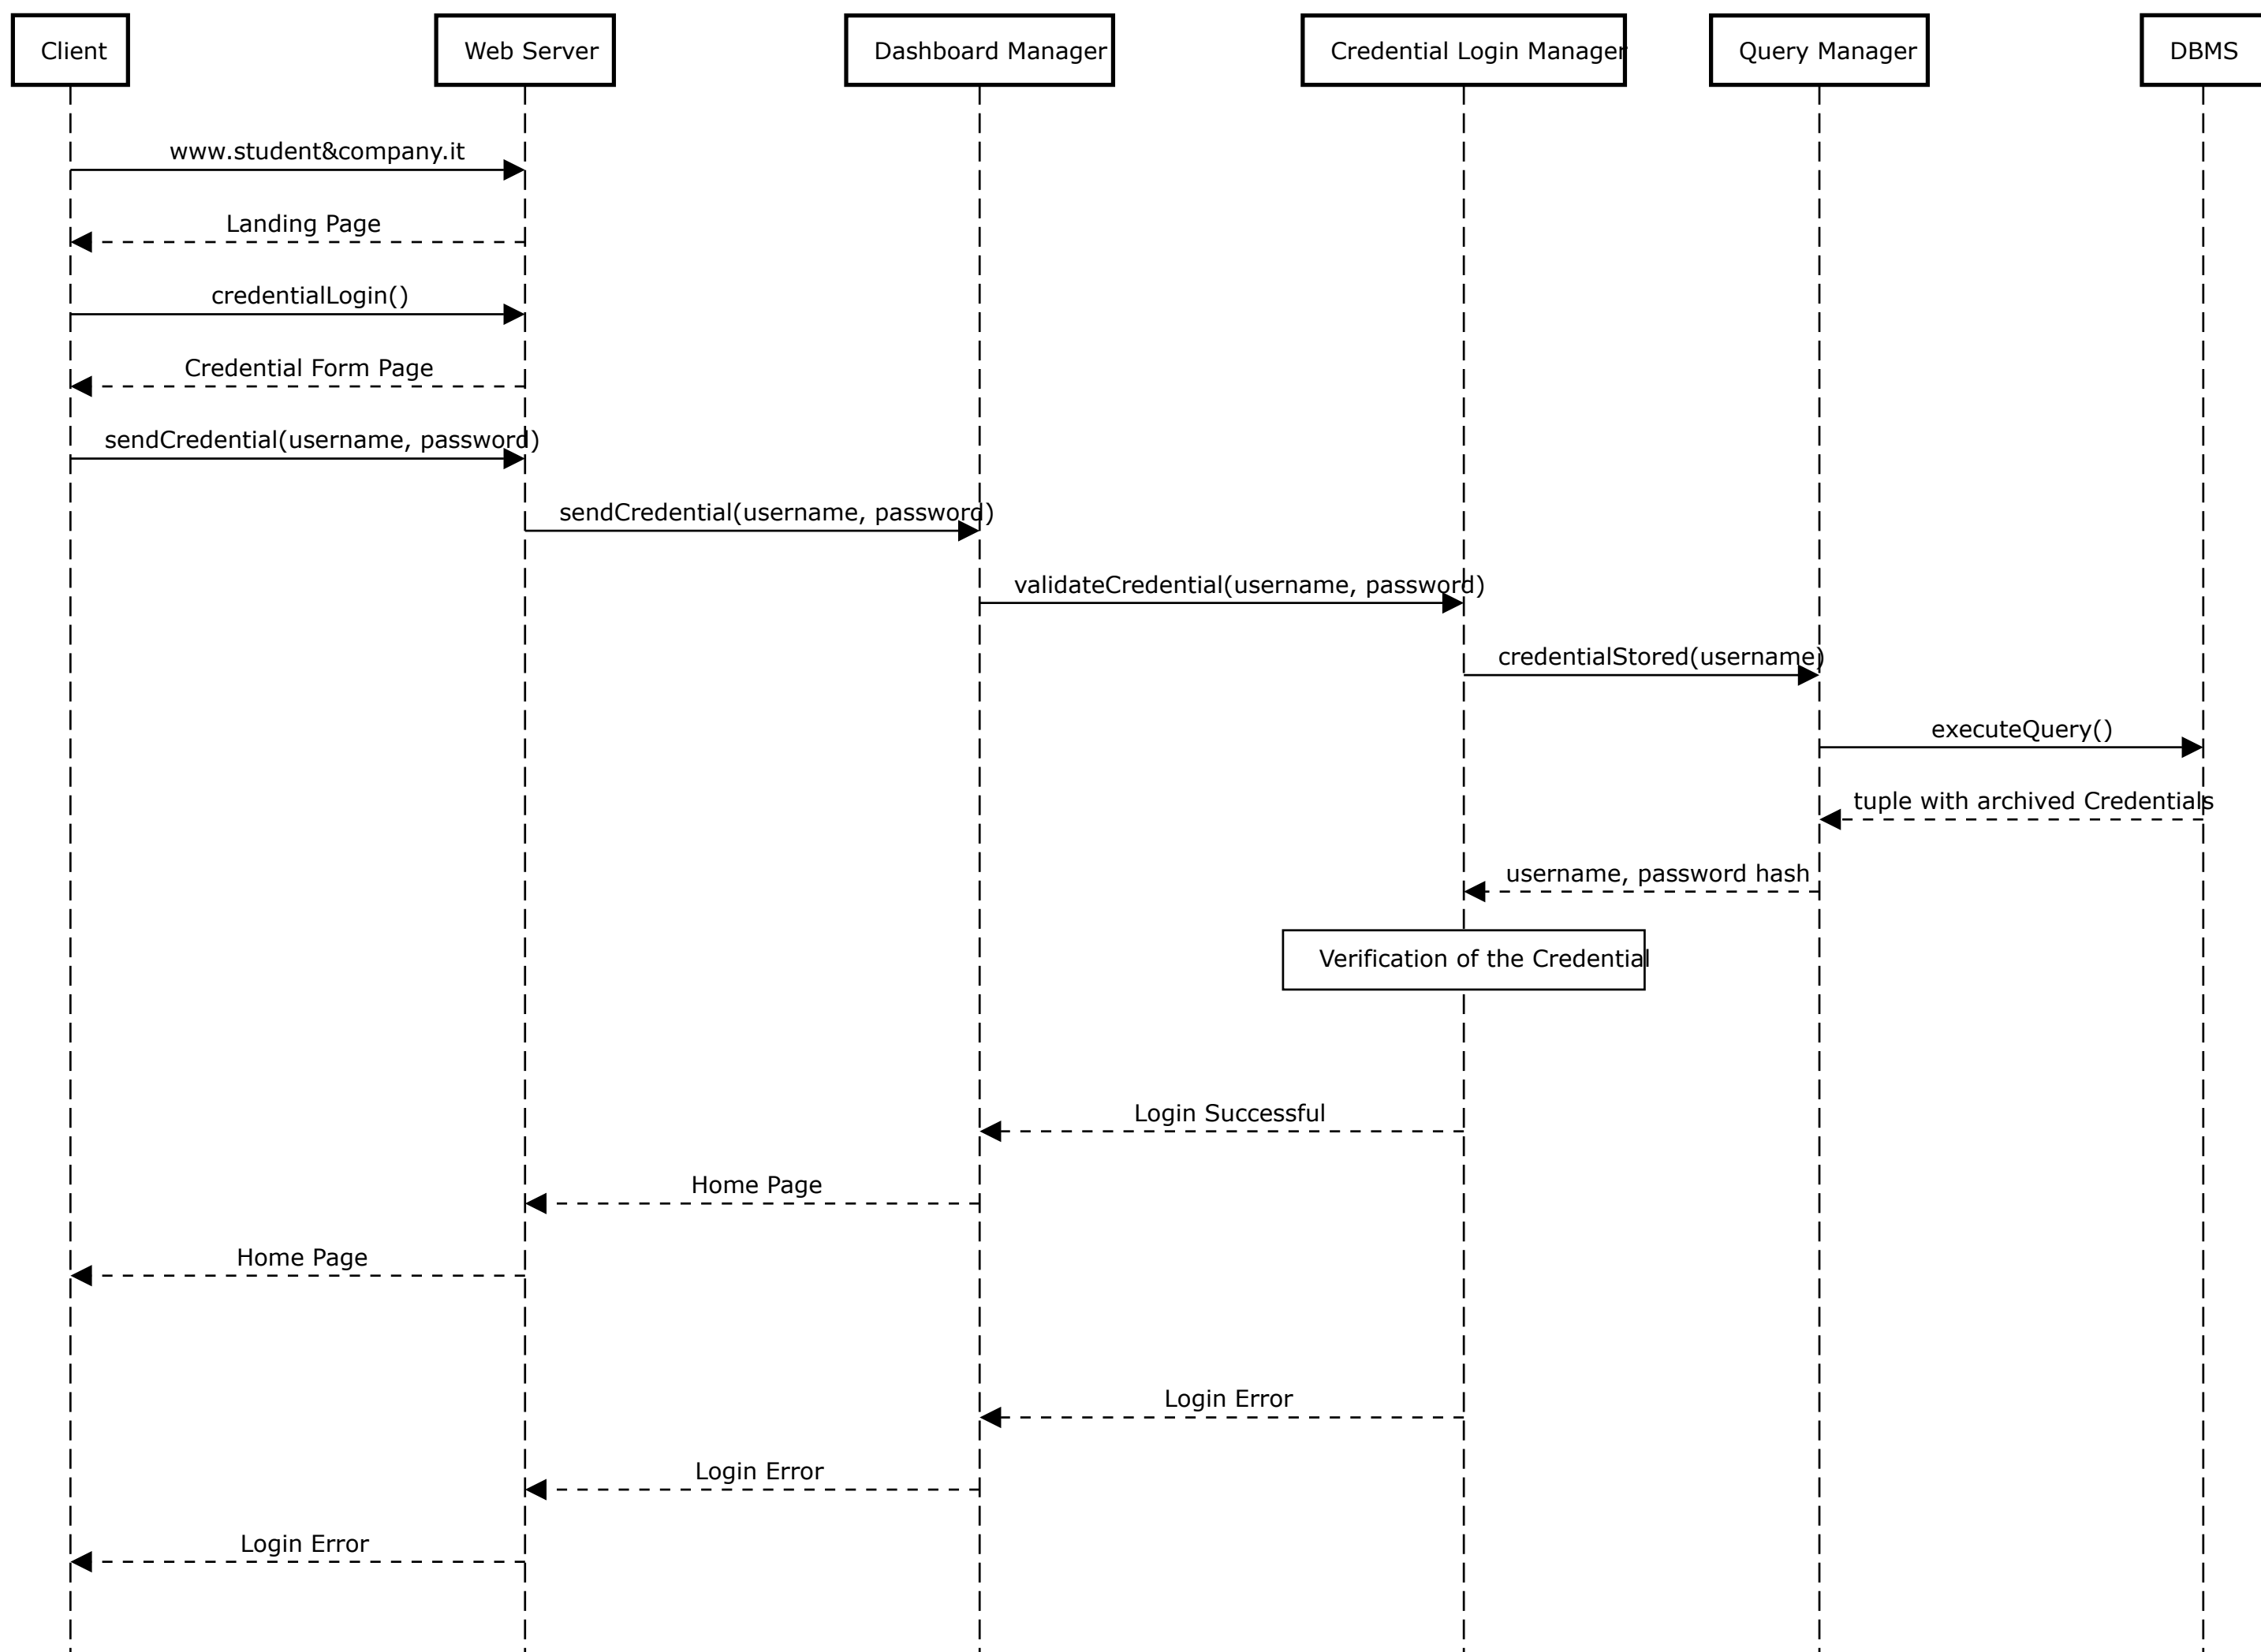 Client
Web Server
Dashboard Manager
Credential Login Manager
Query Manager
DBMS
www.student&company.it
Landing Page
credentialLogin()
Credential Form Page
sendCredential(username, password)
sendCredential(username, password)
validateCredential(username, password)
credentialStored(username)
executeQuery()
tuple with archived Credentials
username, password hash
Verification of the Credential
Login Successful
Home Page
Home Page
Login Error
Login Error
Login Error